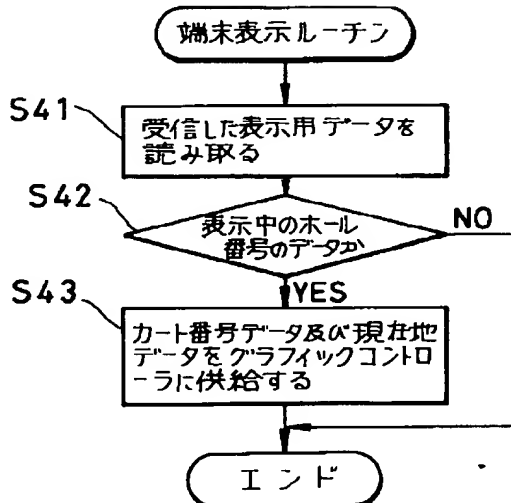 端末表示ルーチン
S41
受信した表示用データを
読み取る
S42
表示中のホール
番号のデータか
NO
YES
S43
カート番号データ及び現在地
データをグラフィックコントロ
ーラに供給する
エンド